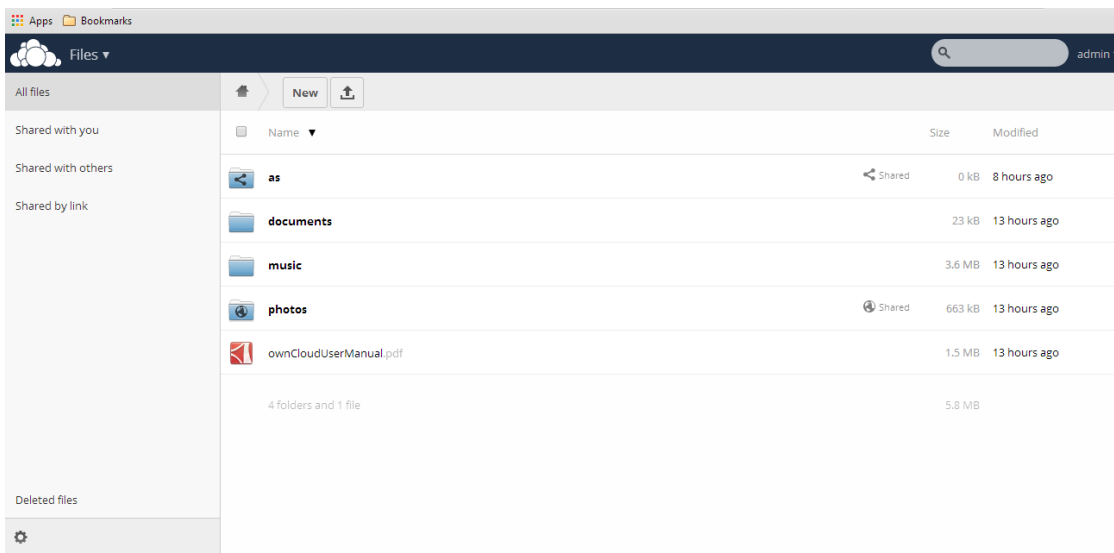 Apps Bookmarks
Files ▾ admin
All files New
Shared with you Name ▼ Size Modified
Shared with others as Shared 0 kB 8 hours ago
Shared by link documents 23 kB 13 hours ago
music 3.6 MB 13 hours ago
photos Shared 663 kB 13 hours ago
ownCloudUserManual.pdf 1.5 MB 13 hours ago
4 folders and 1 file 5.8 MB
Deleted files